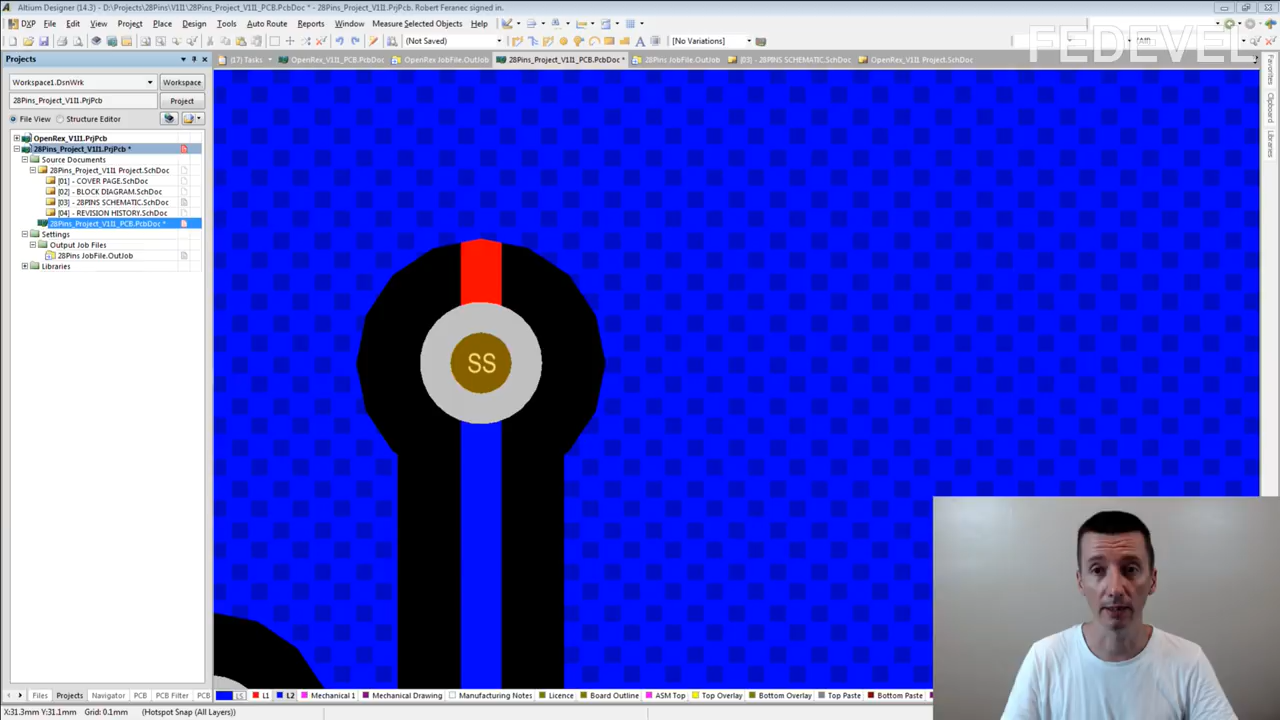 Altium Designer (14.3) - D:\Projects\28Pins\V1I1\28Pins_Project_V1I1_PCB.PcbDoc * - 28Pins_Project_V1I1.PrjPcb. Robert Feranec signed in.
DXP File Edit View Project Place Design Tools Auto Route Reports Window Measure Selected Objects Help
(Not Saved) [No Variations]
FEDEVEL
Projects
(17) Tasks OpenRex_V1I1_PCB.PcbDoc OpenRex JobFile.OutJob 28Pins_Project_V1I1_PCB.PcbDoc * 28Pins JobFile.OutJob [03] - 28PINS SCHEMATIC.SchDoc OpenRex_V1I1 Project.SchDoc
Workspace1.DsnWrk Workspace
28Pins_Project_V1I1.PrjPcb Project
File View Structure Editor
OpenRex_V1I1.PrjPcb
28Pins_Project_V1I1.PrjPcb *
Source Documents
28Pins_Project_V1I1 Project.SchDoc
[01] - COVER PAGE.SchDoc
[02] - BLOCK DIAGRAM.SchDoc
[03] - 28PINS SCHEMATIC.SchDoc
[04] - REVISION HISTORY.SchDoc
28Pins_Project_V1I1_PCB.PcbDoc *
Settings
Output Job Files
28Pins JobFile.OutJob
Libraries
SS
Favorites
Clipboard
Libraries
Files Projects Navigator PCB PCB Filter PCB
LS L1 L2 Mechanical 1 Mechanical Drawing Manufacturing Notes Licence Board Outline ASM Top Top Overlay Bottom Overlay Top Paste Bottom Paste
X:31.3mm Y:31.1mm Grid: 0.1mm (Hotspot Snap (All Layers))